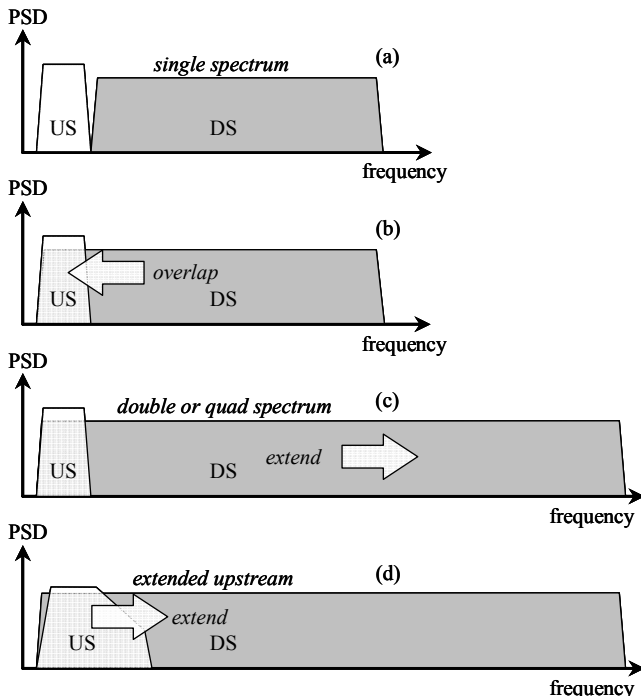 PSD
(a)
single spectrum
US
DS
frequency
PSD
(b)
overlap
US
DS
frequency
PSD
double or quad spectrum
(c)
extend
US
DS
frequency
PSD
extended upstream
(d)
extend
US
DS
frequency